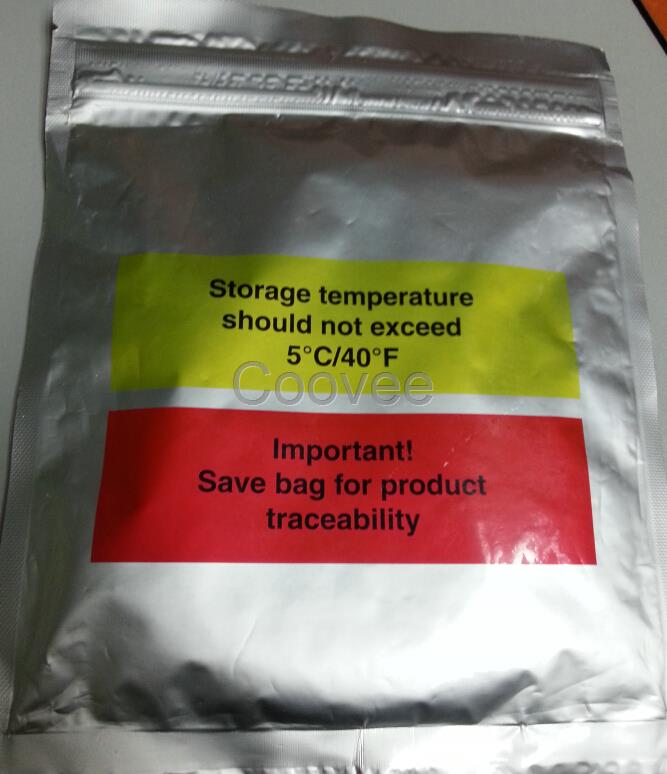 Storage temperature
should not exceed
5°C/40°F
Coovee
Important!
Save bag for product
traceability